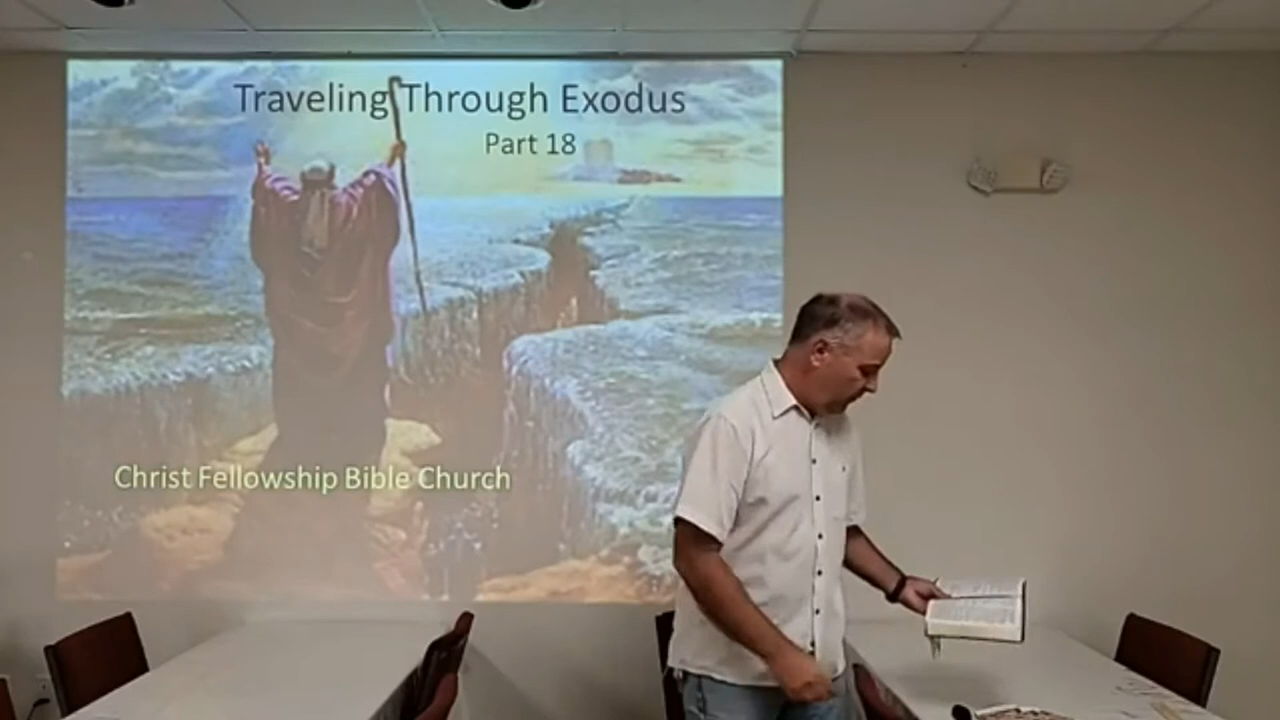 Traveling Through Exodus
Part 18
Christ Fellowship Bible Church